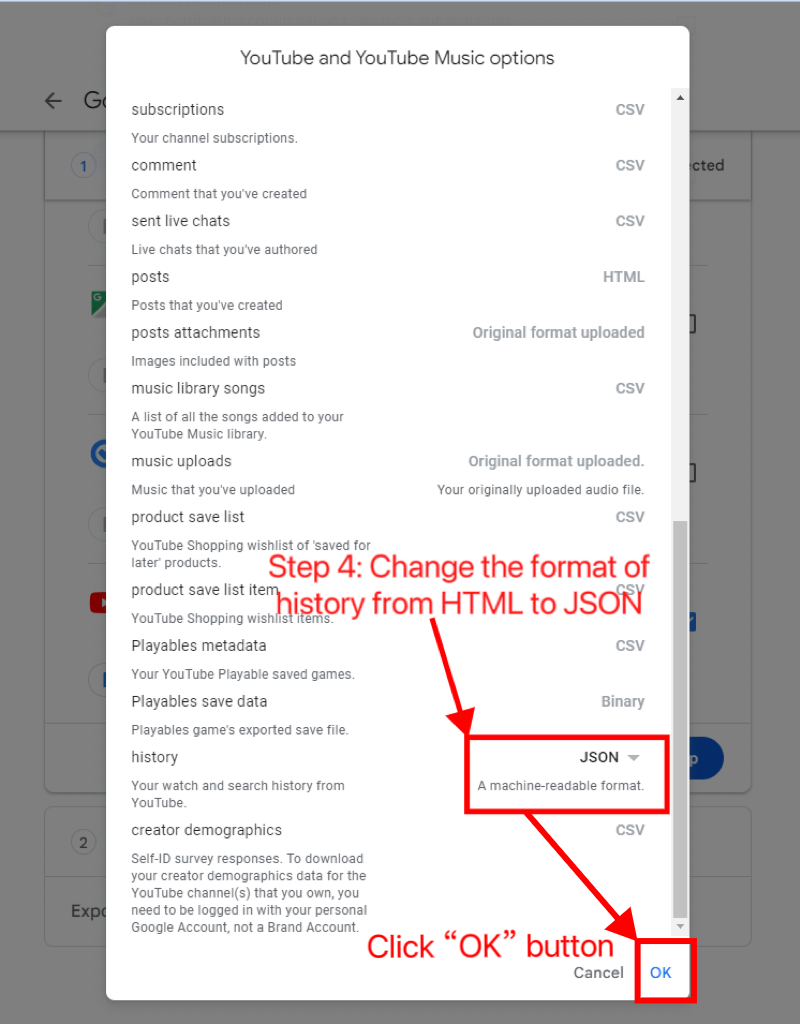 YouTube and YouTube Music options
Go
1
ected
subscriptions CSV
Your channel subscriptions.
comment CSV
Comment that you've created
sent live chats CSV
Live chats that you've authored
posts HTML
Posts that you've created
posts attachments Original format uploaded
Images included with posts
music library songs CSV
A list of all the songs added to your
YouTube Music library.
music uploads Original format uploaded.
Music that you've uploaded Your originally uploaded audio file.
product save list CSV
YouTube Shopping wishlist of 'saved for
later' products.
Step 4: Change the format of
history from HTML to JSON
product save list item CSV
YouTube Shopping wishlist items.
Playables metadata CSV
Your YouTube Playable saved games.
Playables save data Binary
Playables game's exported save file.
history JSON
Your watch and search history from
YouTube.
A machine-readable format.
p
creator demographics CSV
2
Self-ID survey responses. To download
your creator demographics data for the
YouTube channel(s) that you own, you
need to be logged in with your personal
Google Account, not a Brand Account.
Expo
Click “OK” button
Cancel OK